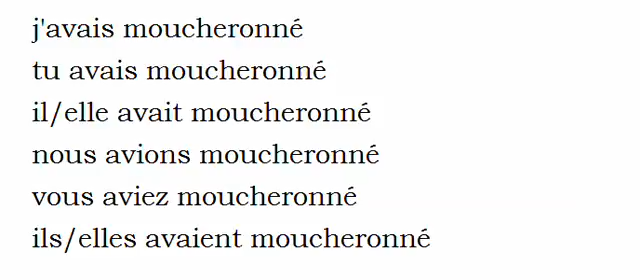 j'avais moucheronné
tu avais moucheronné
il/elle avait moucheronné
nous avions moucheronné
vous aviez moucheronné
ils/elles avaient moucheronné